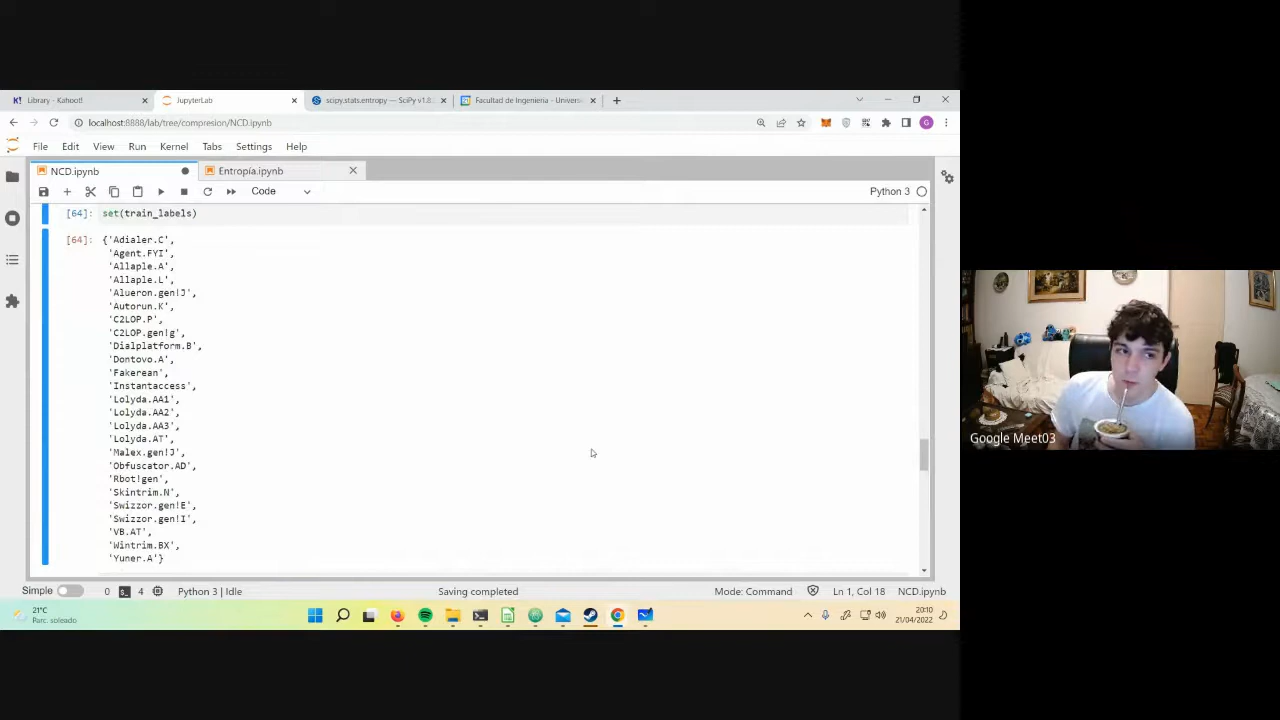 Library - Kahoot!
JupyterLab
scipy.stats.entropy — SciPy v1.8.
Facultad de Ingeniería - Univers
localhost:8888/lab/tree/compresion/NCD.ipynb
G
File Edit View Run Kernel Tabs Settings Help
NCD.ipynb
Entropía.ipynb
Code
Python 3
[64]: set(train_labels)
[64]: {'Adialer.C',
'Agent.FYI',
'Allaple.A',
'Allaple.L',
'Alueron.gen!J',
'Autorun.K',
'C2LOP.P',
'C2LOP.gen!g',
'Dialplatform.B',
'Dontovo.A',
'Fakerean',
'Instantaccess',
'Lolyda.AA1',
'Lolyda.AA2',
'Lolyda.AA3',
'Lolyda.AT',
'Malex.gen!J',
'Obfuscator.AD',
'Rbot!gen',
'Skintrim.N',
'Swizzor.gen!E',
'Swizzor.gen!I',
'VB.AT',
'Wintrim.BX',
'Yuner.A'}
Google Meet03
Simple 0 4 Python 3 | Idle Saving completed Mode: Command Ln 1, Col 18 NCD.ipynb
21°C
Parc. soleado
20:10
21/04/2022